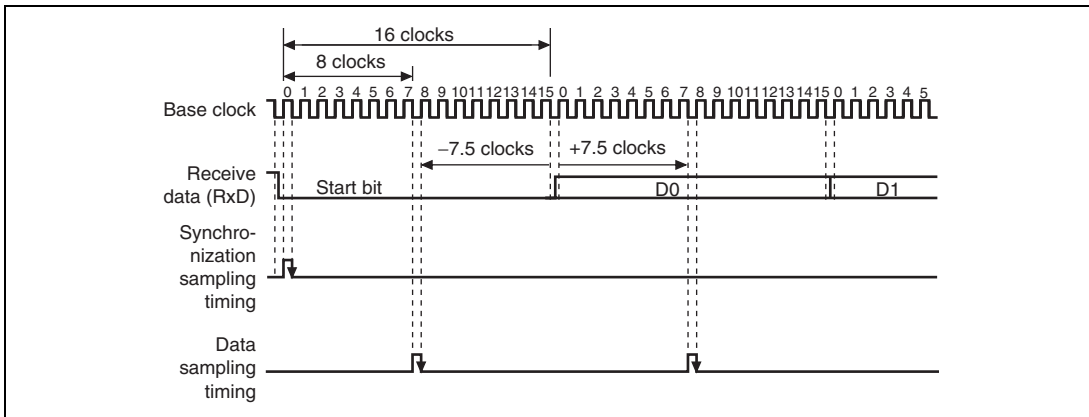 16 clocks
8 clocks
0 1 2 3 4 5 6 7 8 9 10 11 12 13 14 15 0 1 2 3 4 5 6 7 8 9 10 11 12 13 14 15 0 1 2 3 4 5
Base clock
–7.5 clocks +7.5 clocks
Receive
data (RxD)
Start bit D0 D1
Synchro-
nization
sampling
timing
Data
sampling
timing